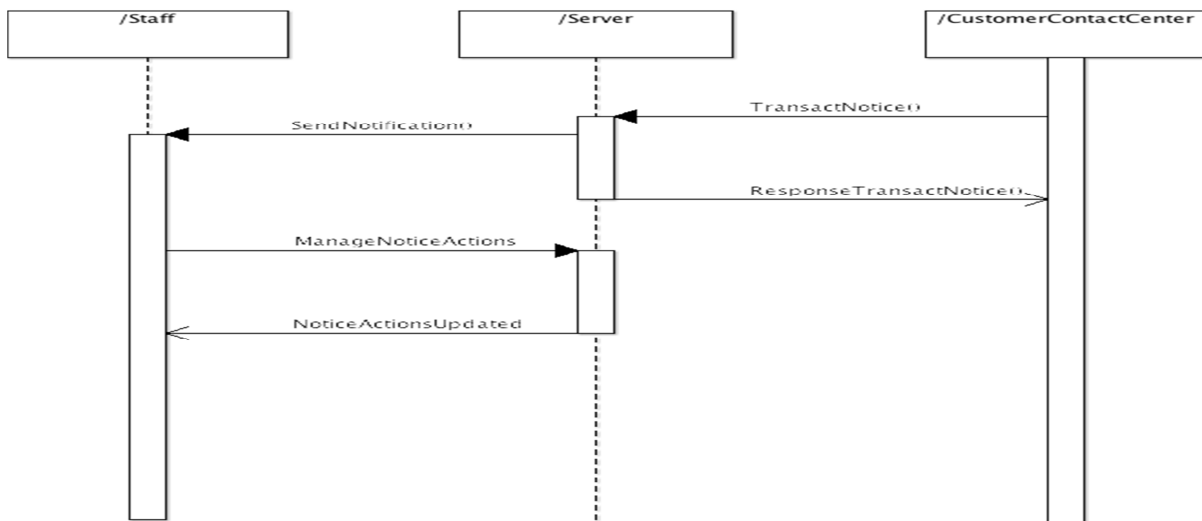 /Staff
/Server
/CustomerContactCenter
TransactNotice()
SendNotification()
ResponseTransactNotice()
ManageNoticeActions
NoticeActionsUpdated